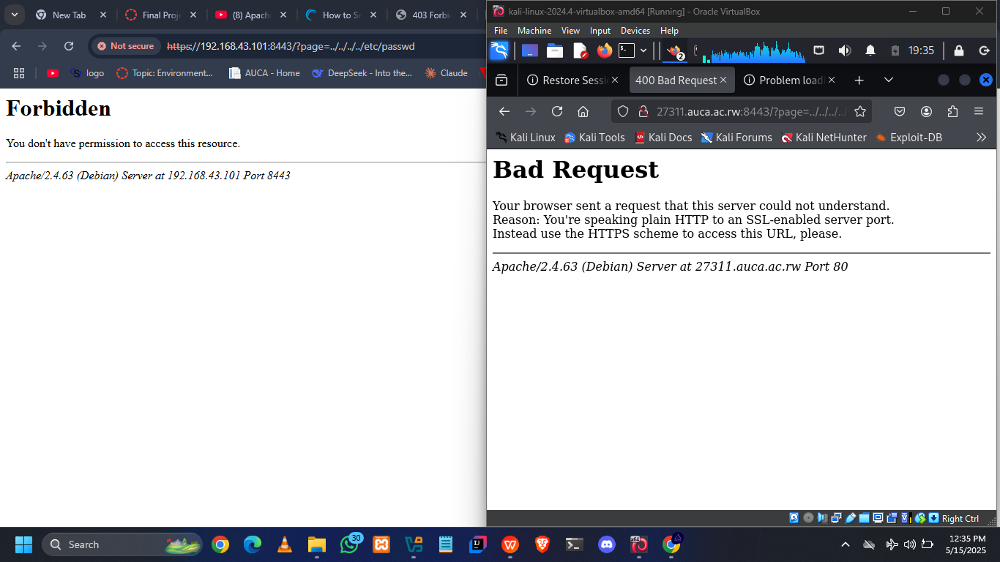 New Tab
Final Proj
(8) Apach
How to Se
403 Forbi
Not secure
https://192.168.43.101:8443/?page=../../../../etc/passwd
logo
Topic: Environment...
AUCA - Home
DeepSeek - Into the...
Claude
Forbidden
You don't have permission to access this resource.
Apache/2.4.63 (Debian) Server at 192.168.43.101 Port 8443
kali-linux-2024.4-virtualbox-amd64 [Running] - Oracle VirtualBox
File Machine View Input Devices Help
2
19:35
Restore Sessi
400 Bad Request
Problem load
27311.auca.ac.rw:8443/?page=../../../../
Kali Linux
Kali Tools
Kali Docs
Kali Forums
Kali NetHunter
Exploit-DB
Bad Request
Your browser sent a request that this server could not understand.
Reason: You're speaking plain HTTP to an SSL-enabled server port.
Instead use the HTTPS scheme to access this URL, please.
Apache/2.4.63 (Debian) Server at 27311.auca.ac.rw Port 80
Right Ctrl
Search
30
12:35 PM
5/15/2025